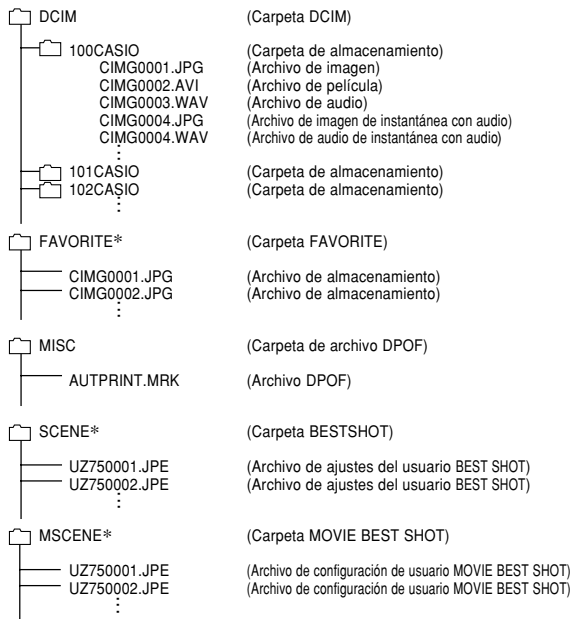 DCIM (Carpeta DCIM)
100CASIO (Carpeta de almacenamiento)
CIMG0001.JPG (Archivo de imagen)
CIMG0002.AVI (Archivo de película)
CIMG0003.WAV (Archivo de audio)
CIMG0004.JPG (Archivo de imagen de instantánea con audio)
CIMG0004.WAV (Archivo de audio de instantánea con audio)
101CASIO (Carpeta de almacenamiento)
102CASIO (Carpeta de almacenamiento)
FAVORITE* (Carpeta FAVORITE)
CIMG0001.JPG (Archivo de almacenamiento)
CIMG0002.JPG (Archivo de almacenamiento)
MISC (Carpeta de archivo DPOF)
AUTPRINT.MRK (Archivo DPOF)
SCENE* (Carpeta BESTSHOT)
UZ750001.JPE (Archivo de ajustes del usuario BEST SHOT)
UZ750002.JPE (Archivo de ajustes del usuario BEST SHOT)
MSCENE* (Carpeta MOVIE BEST SHOT)
UZ750001.JPE (Archivo de configuración de usuario MOVIE BEST SHOT)
UZ750002.JPE (Archivo de configuración de usuario MOVIE BEST SHOT)